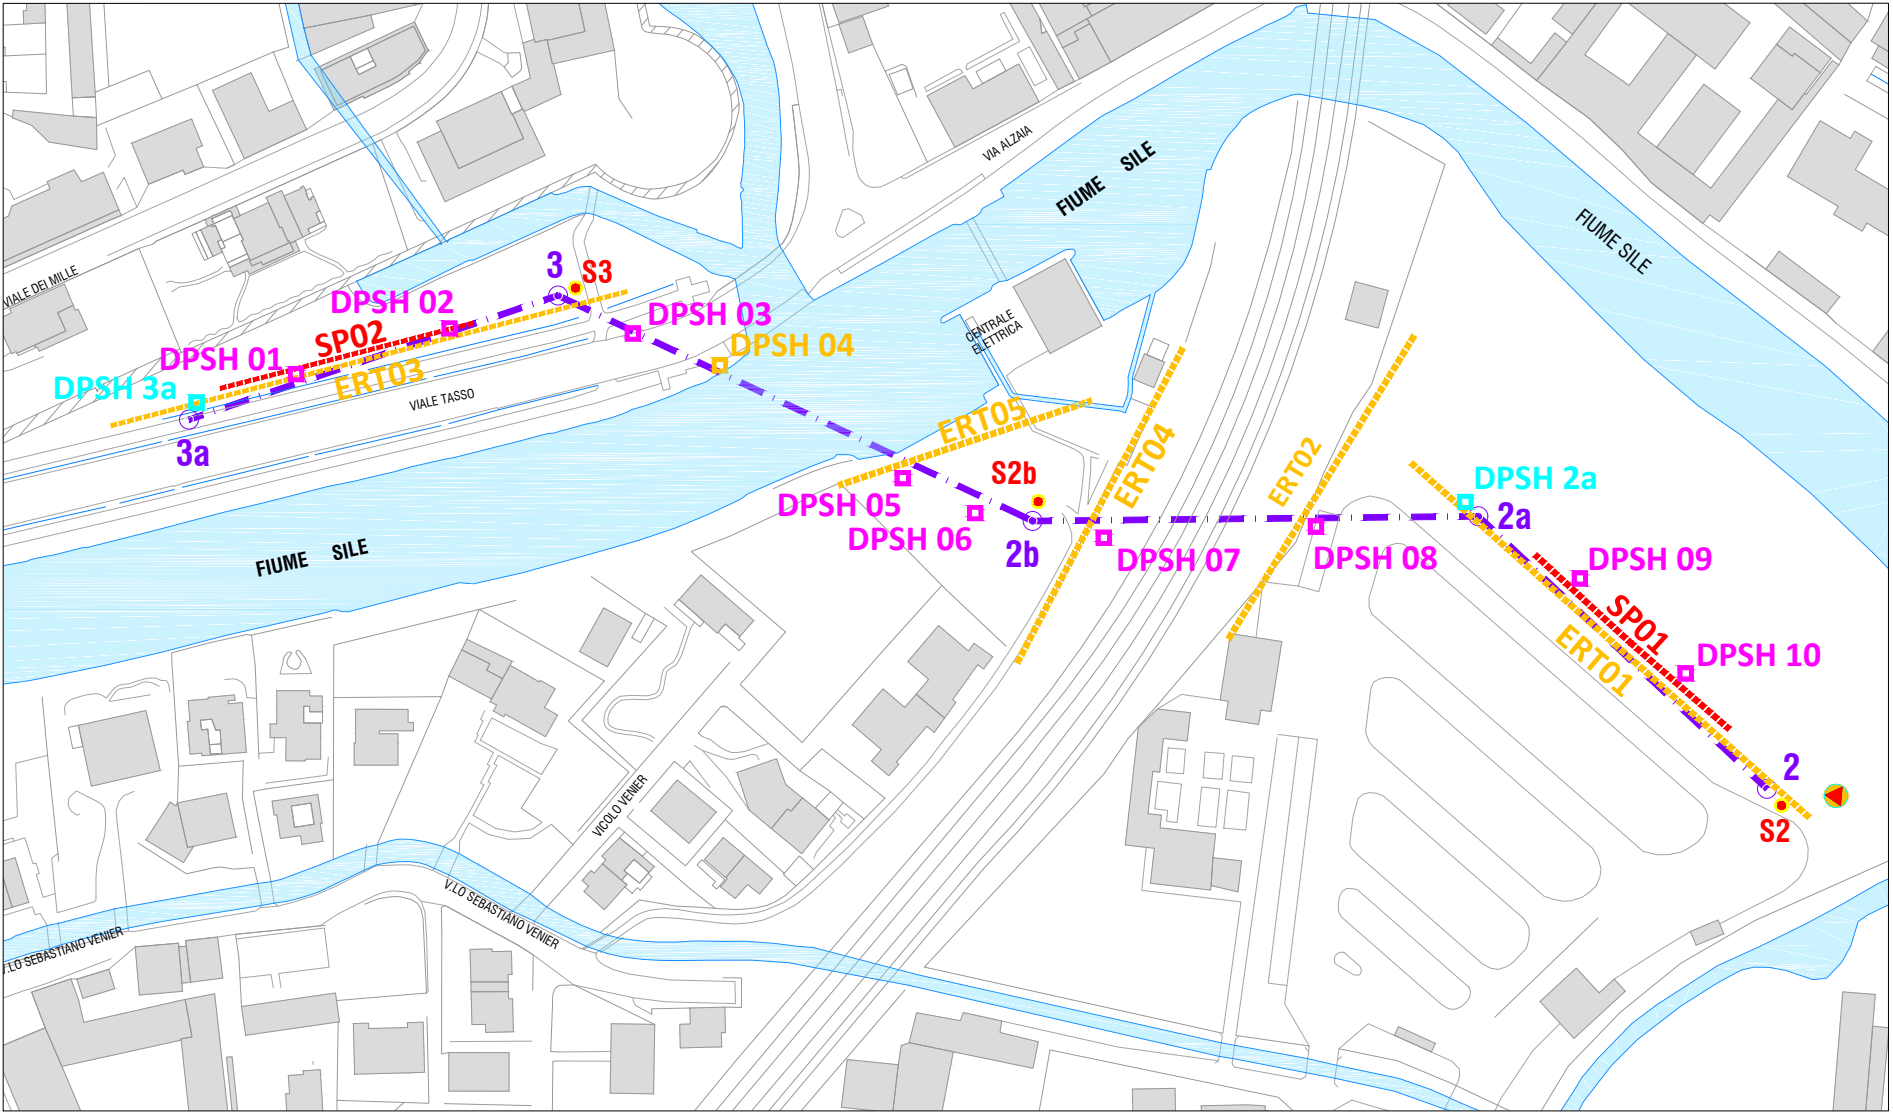 VIA ALZAIA
FIUME SILE
FIUME SILE
VIALE DEI MILLE
3
S3
DPSH 02
DPSH 03
SP02
DPSH 04
DPSH 01
CENTRALE
ELETTRICA
DPSH 3a
ERT03
VIALE TASSO
3a
ERT05
ERT04
ERT02
S2b
DPSH 2a
DPSH 05
2a
DPSH 06
2b
DPSH 07
DPSH 08
FIUME SILE
DPSH 09
SP01
ERT01
DPSH 10
2
S2
VICOLO VENIER
V.LO SEBASTIANO VENIER
V.LO SEBASTIANO VENIER